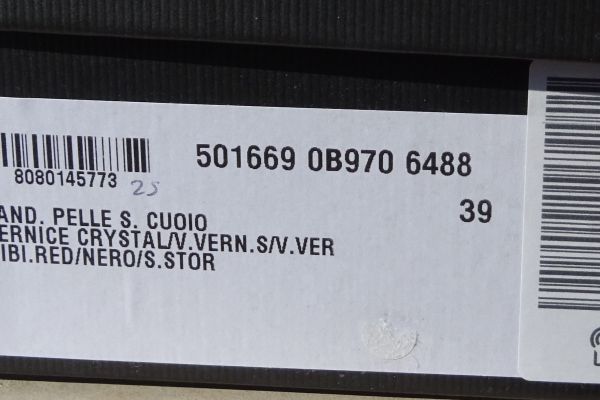 501669 0B970 6488
8080145773 25
39
AND. PELLE S. CUOIO
ERNICE CRYSTAL/V.VERN.S/V.VER
IBI.RED/NERO/S.STOR